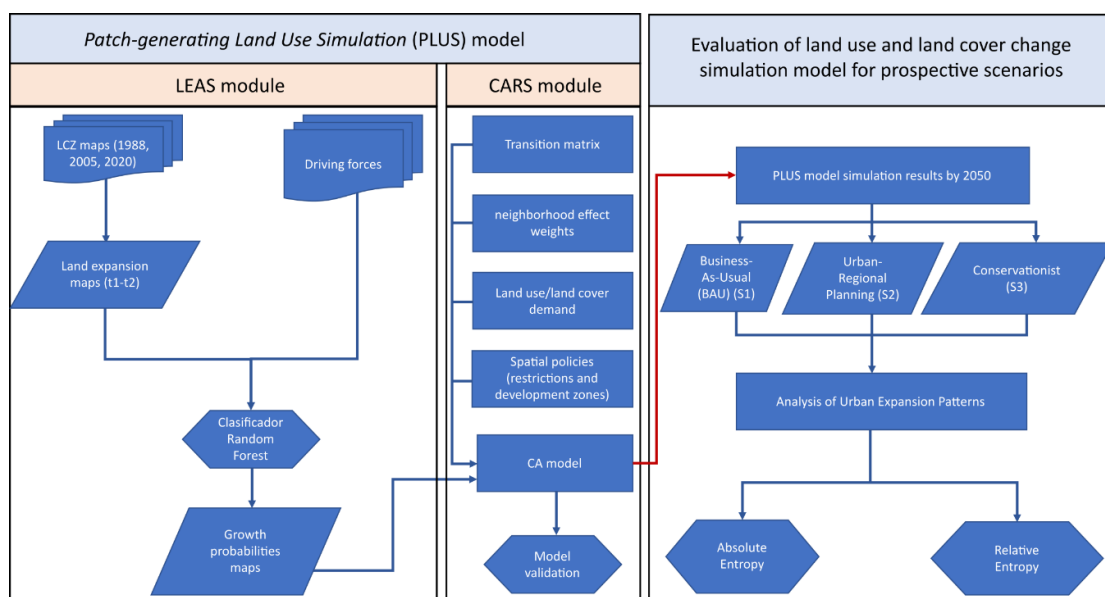 Patch-generating Land Use Simulation (PLUS) model
LEAS module
LCZ maps (1988,
2005, 2020)
Driving forces
Land expansion
maps (t1-t2)
Clasificador
Random
Forest
Growth
probabilities
maps
CARS module
Transition matrix
neighborhood effect
weights
Land use/land cover
demand
Spatial policies
(restrictions and
development zones)
CA model
Model
validation
Evaluation of land use and land cover change
simulation model for prospective scenarios
PLUS model simulation results by 2050
Business-
As-Usual
(BAU) (S1)
Urban-
Regional
Planning (S2)
Conservationist
(S3)
Analysis of Urban Expansion Patterns
Absolute
Entropy
Relative
Entropy